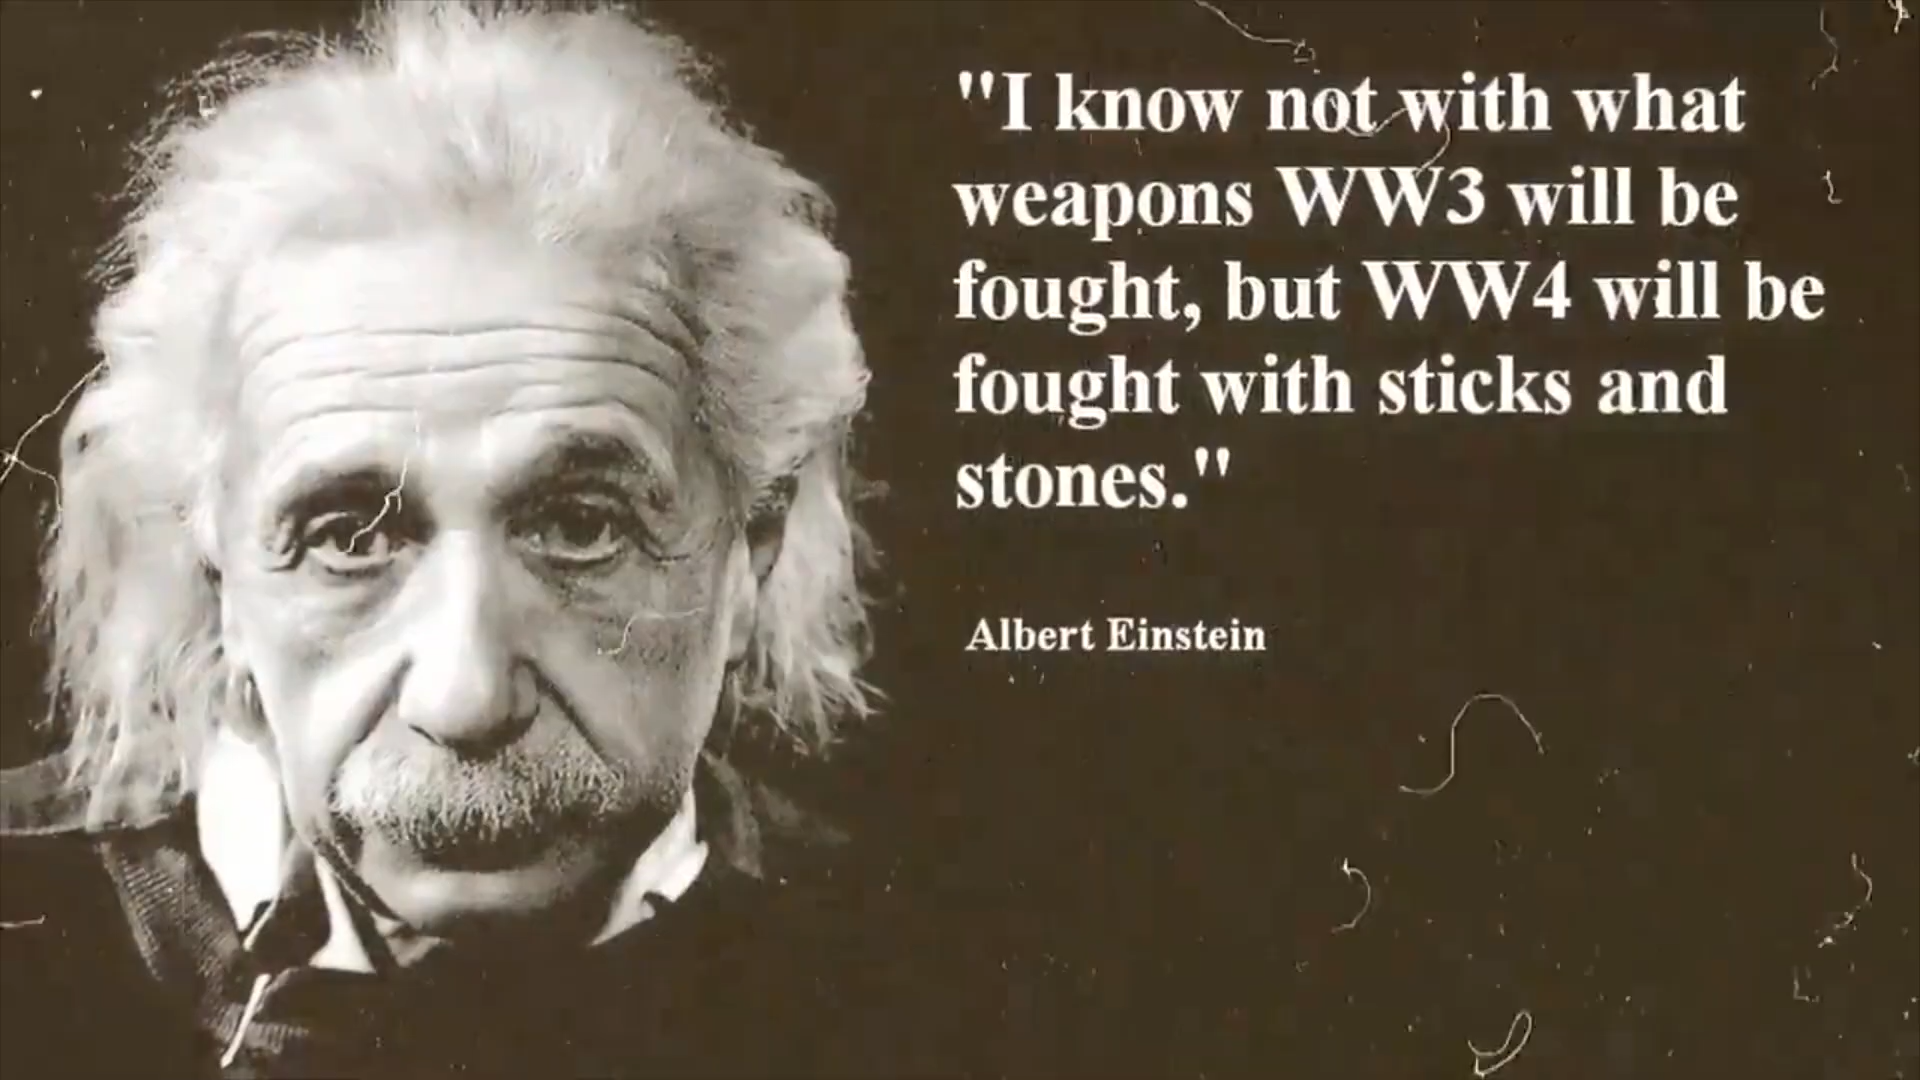 "I know not with what
weapons WW3 will be
fought, but WW4 will be
fought with sticks and
stones."
Albert Einstein